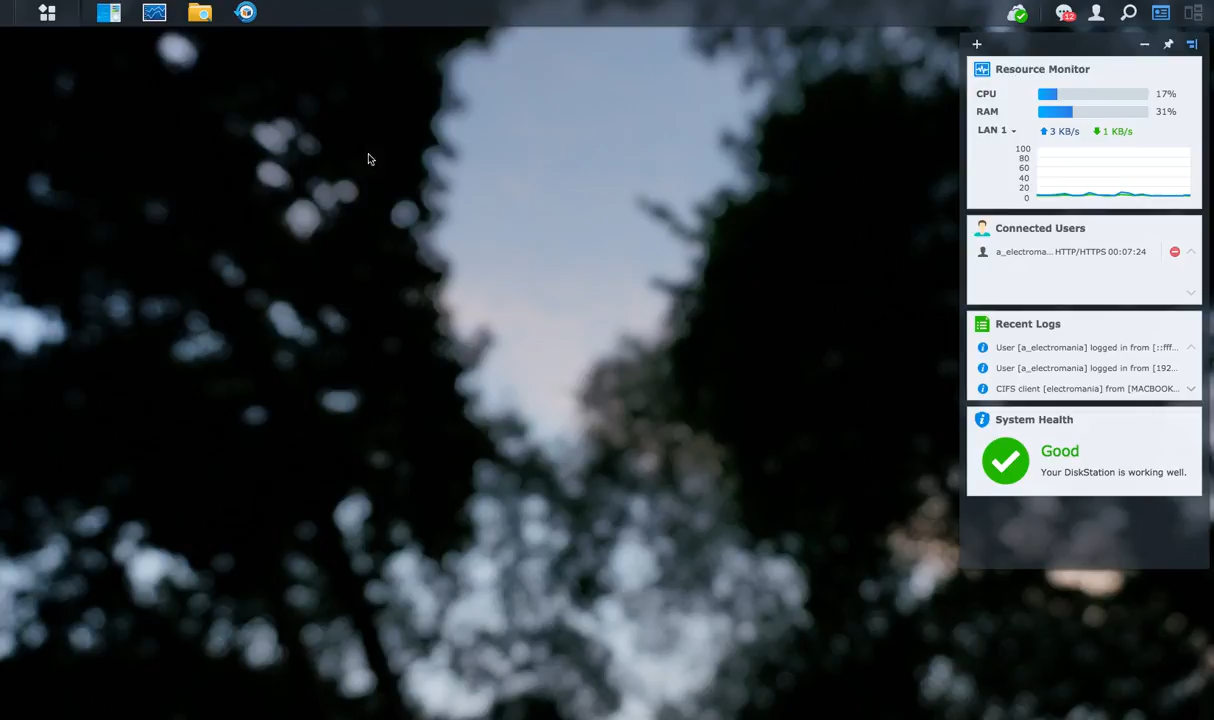 12
Resource Monitor
CPU 17%
RAM 31%
LAN 1 3 KB/s 1 KB/s
100
80
60
40
20
0
Connected Users
a_electroma... HTTP/HTTPS 00:07:24
Recent Logs
User [a_electromania] logged in from [::fff...
User [a_electromania] logged in from [192...
CIFS client [electromania] from [MACBOOK...
System Health
Good
Your DiskStation is working well.